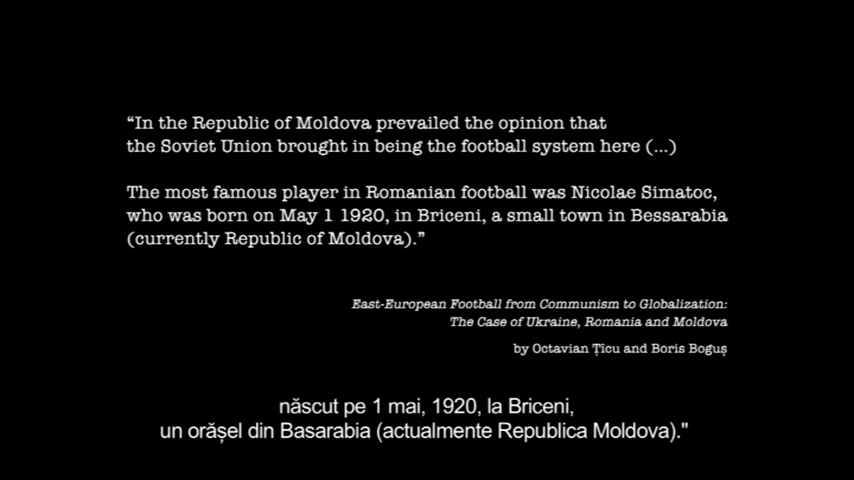 “In the Republic of Moldova prevailed the opinion that
the Soviet Union brought in being the football system here (...)
The most famous player in Romanian football was Nicolae Simatoc,
who was born on May 1 1920, in Briceni, a small town in Bessarabia
(currently Republic of Moldova).”
East-European Football from Communism to Globalization:
The Case of Ukraine, Romania and Moldova
by Octavian Țîcu and Boris Boguș
născut pe 1 mai, 1920, la Briceni,
un orășel din Basarabia (actualmente Republica Moldova)."